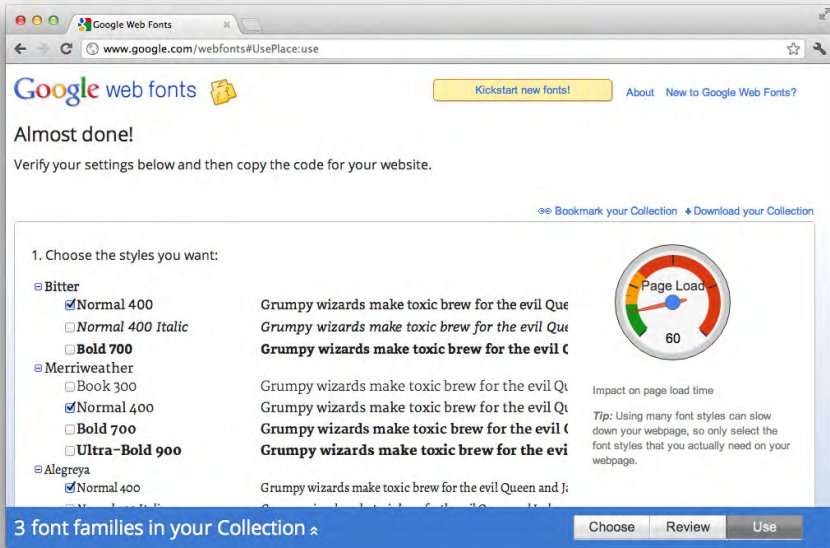 Google Web Fonts
www.google.com/webfonts#UsePlace:use
Google web fonts
Kickstart new fonts!
About New to Google Web Fonts?
Almost done!
Verify your settings below and then copy the code for your website.
Bookmark your Collection Download your Collection
1. Choose the styles you want:
Bitter
Normal 400 Grumpy wizards make toxic brew for the evil Que
Normal 400 Italic Grumpy wizards make toxic brew for the evil Que
Bold 700 Grumpy wizards make toxic brew for the evil
Merriweather
Book 300 Grumpy wizards make toxic brew for the evil Qu
Normal 400 Grumpy wizards make toxic brew for the evil Qu
Bold 700 Grumpy wizards make toxic brew for the evil
Ultra-Bold 900 Grumpy wizards make toxic brew for the evi
Alegreya
Normal 400 Grumpy wizards make toxic brew for the evil Queen and Ja
Page Load
60
Impact on page load time
Tip: Using many font styles can slow
down your webpage, so only select the
font styles that you actually need on your
webpage.
3 font families in your Collection
Choose Review Use